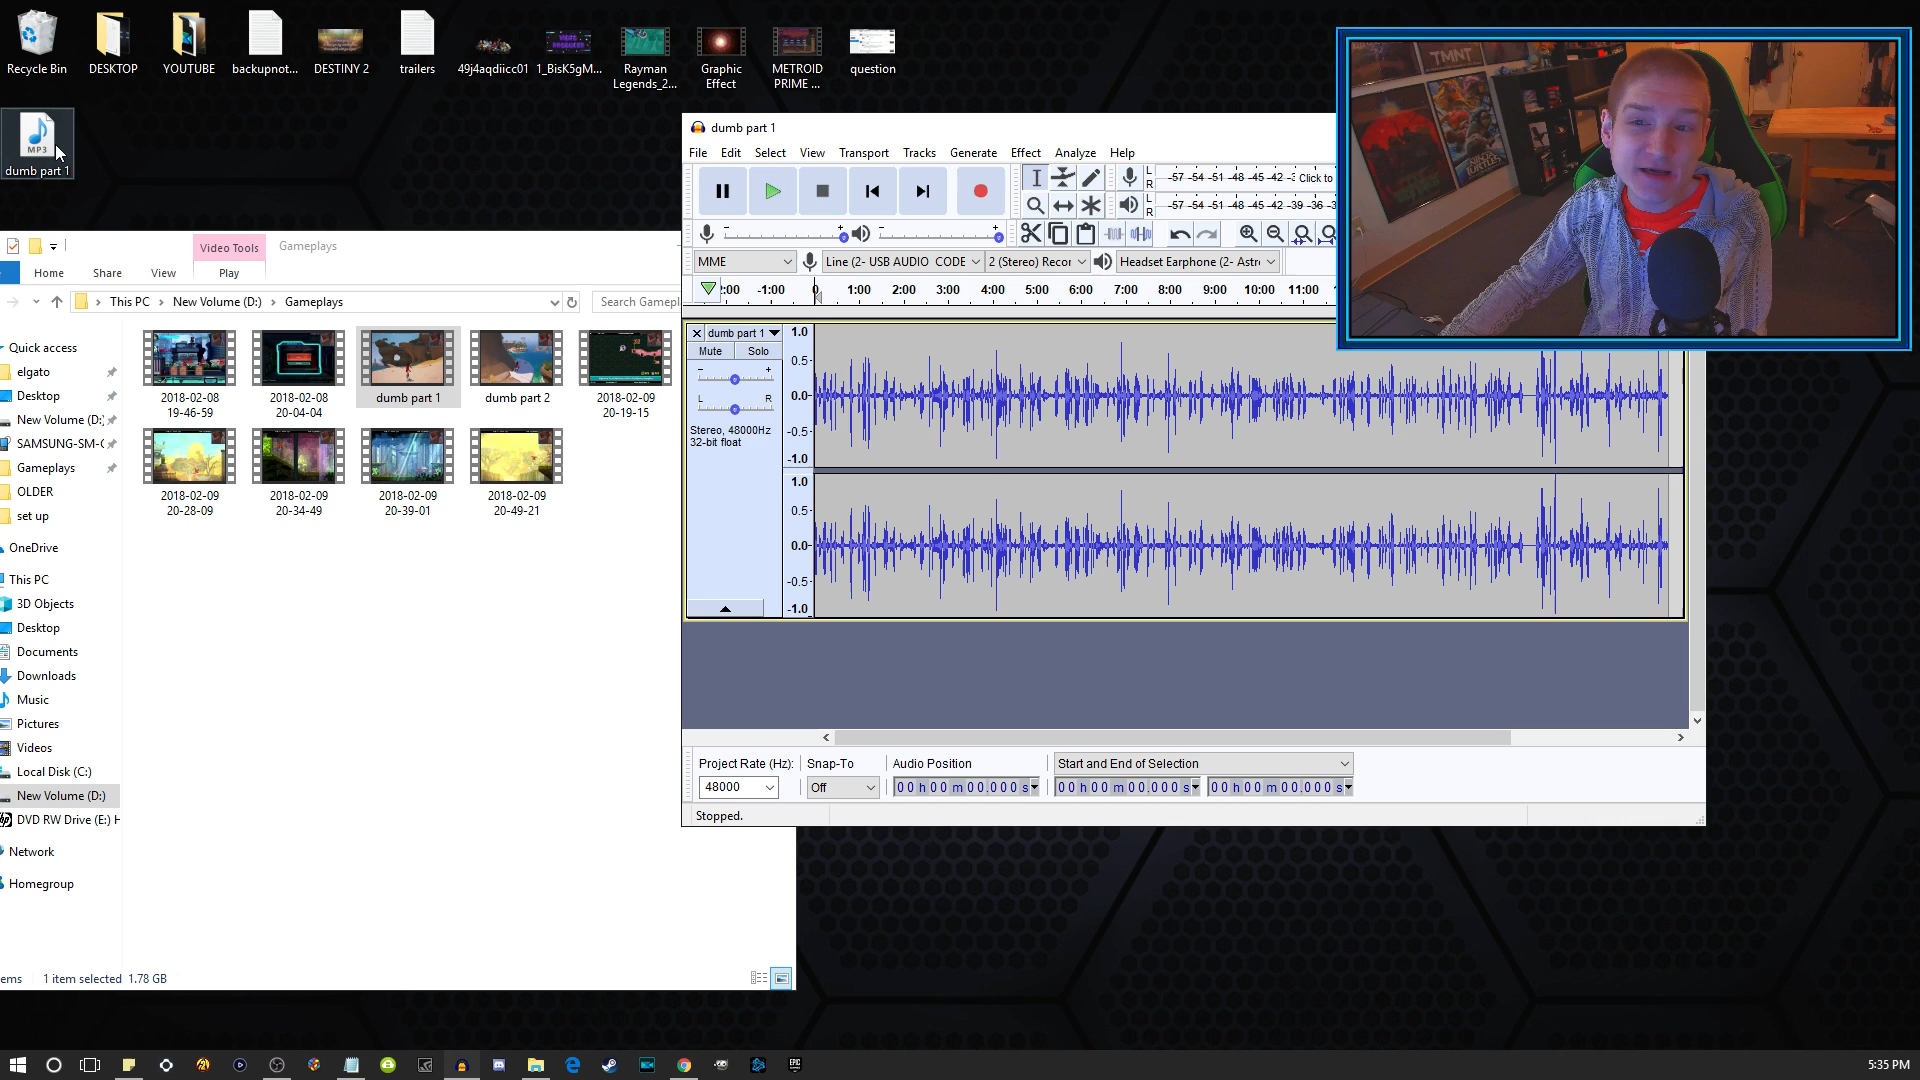 Recycle Bin
DESKTOP
YOUTUBE
backupnot...
DESTINY 2
trailers
49j4aqdiicc01
1_BisK5gM...
Rayman
Legends_2...
Graphic
Effect
METROID
PRIME ...
question
MP3
dumb part 1
Video Tools
Gameplays
Home
Share
View
Play
This PC
New Volume (D:)
Gameplays
Search Gamepl
Quick access
elgato
Desktop
New Volume (D:)
SAMSUNG-SM-G
Gameplays
OLDER
set up
OneDrive
This PC
3D Objects
Desktop
Documents
Downloads
Music
Pictures
Videos
Local Disk (C:)
New Volume (D:)
DVD RW Drive (E:) H
Network
Homegroup
2018-02-08
19-46-59
2018-02-08
20-04-04
dumb part 1
dumb part 2
2018-02-09
20-19-15
2018-02-09
20-28-09
2018-02-09
20-34-49
2018-02-09
20-39-01
2018-02-09
20-49-21
ems
1 item selected 1.78 GB
dumb part 1
File Edit Select View Transport Tracks Generate Effect Analyze Help
L
R
-57 -54 -51 -48 -45 -42 -3 Click to
L
R
-57 -54 -51 -48 -45 -42 -39 -36 -3
MME
Line (2- USB AUDIO CODE
2 (Stereo) Recor
Headset Earphone (2- Astr
2:00 -1:00 0 1:00 2:00 3:00 4:00 5:00 6:00 7:00 8:00 9:00 10:00 11:00
dumb part 1
Mute Solo
- +
L R
Stereo, 48000Hz
32-bit float
1.0
0.5
0.0
-0.5
-1.0
1.0
0.5
0.0
-0.5
-1.0
Project Rate (Hz):
Snap-To
Audio Position
Start and End of Selection
48000
Off
00 h 00 m 00.000 s
00 h 00 m 00.000 s
00 h 00 m 00.000 s
Stopped.
TMNT
EPIC
5:35 PM